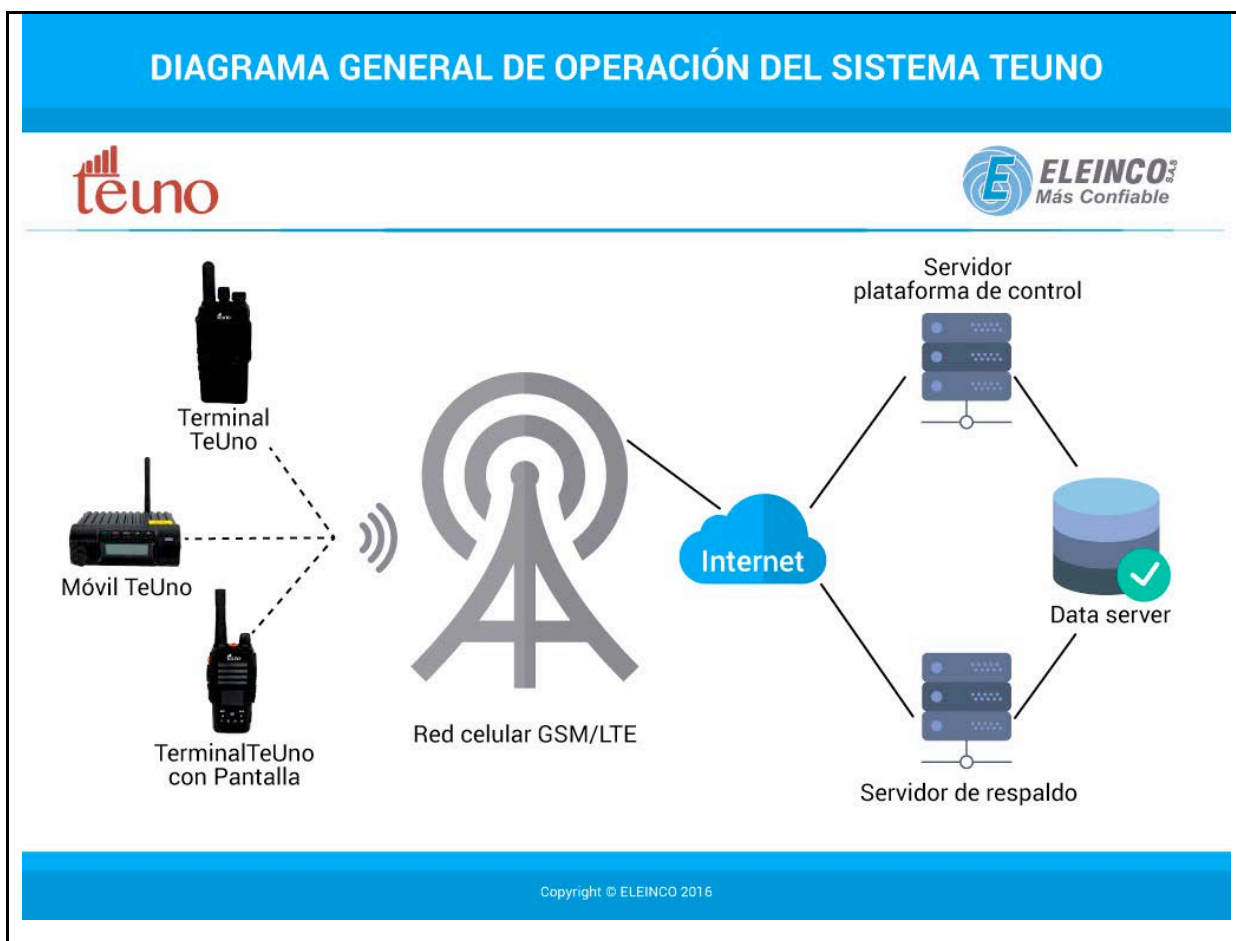 DIAGRAMA GENERAL DE OPERACIÓN DEL SISTEMA TEUNO
teuno
E ELEINCO S.A.S
Más Confiable
Terminal
TeUno
Móvil TeUno
TerminalTeUno
con Pantalla
Red celular GSM/LTE
Internet
Servidor
plataforma de control
Data server
Servidor de respaldo
Copyright © ELEINCO 2016